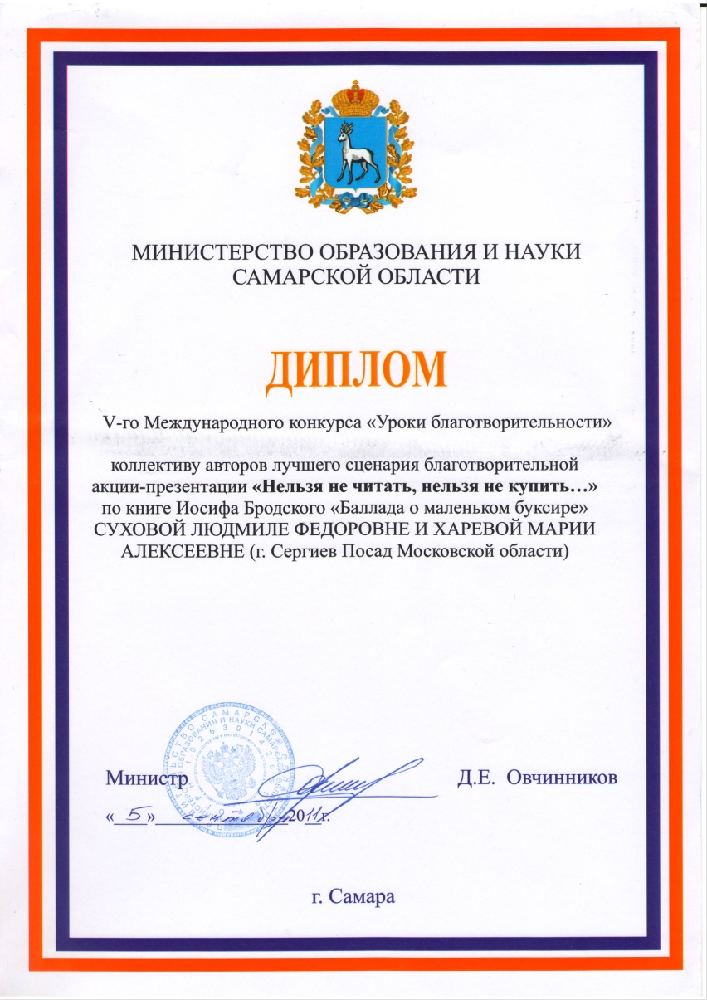 МИНИСТЕРСТВО ОБРАЗОВАНИЯ И НАУКИ
САМАРСКОЙ ОБЛАСТИ
ДИПЛОМ
V-го Международного конкурса «Уроки благотворительности»
коллективу авторов лучшего сценария благотворительной
акции-презентации «Нельзя не читать, нельзя не купить…»
по книге Иосифа Бродского «Баллада о маленьком буксире»
СУХОВОЙ ЛЮДМИЛЕ ФЕДОРОВНЕ И ХАРЕВОЙ МАРИИ
АЛЕКСЕЕВНЕ (г. Сергиев Посад Московской области)
Министр Д.Е. Овчинников
«5» сентября 2011г.
г. Самара